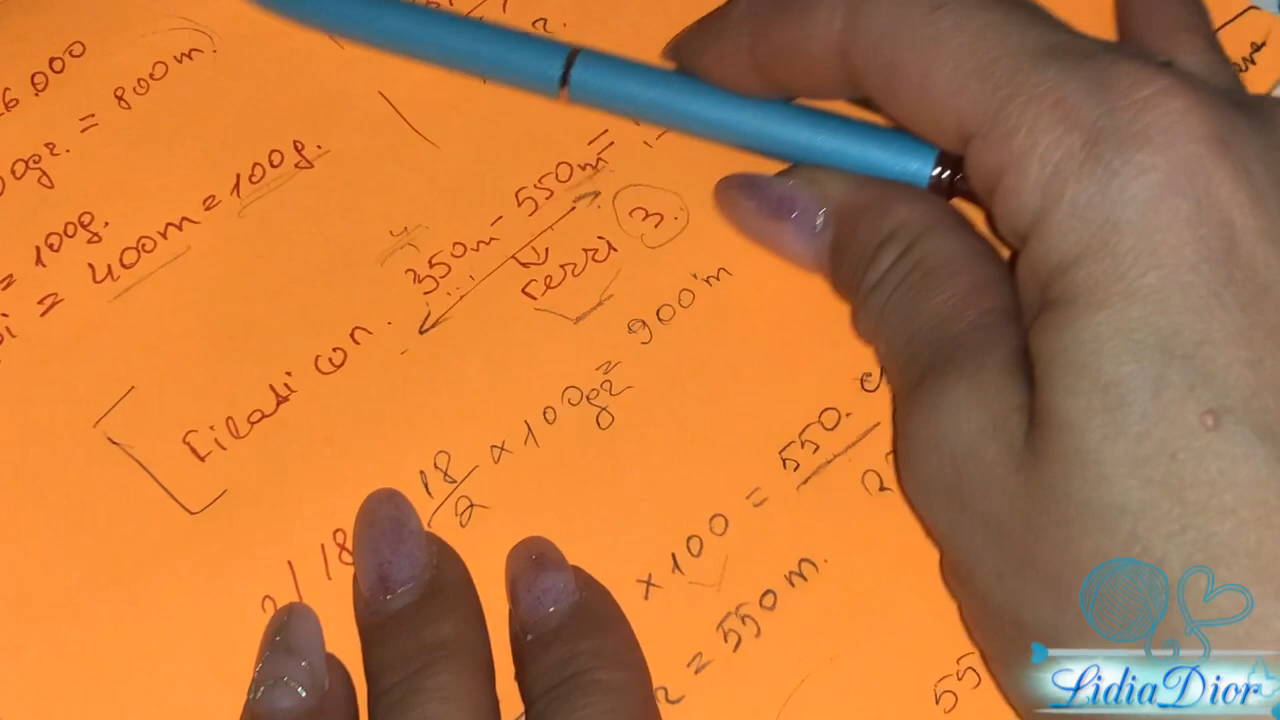 6.000
0gr. = 800m.
= 100g.
= 400m = 100g.
Filati con. 350m - 550m =
ferri 3.
2/18 18/2 x 100gr = 900m
x 100 = 550.
= 550m.
55
LidiaDior